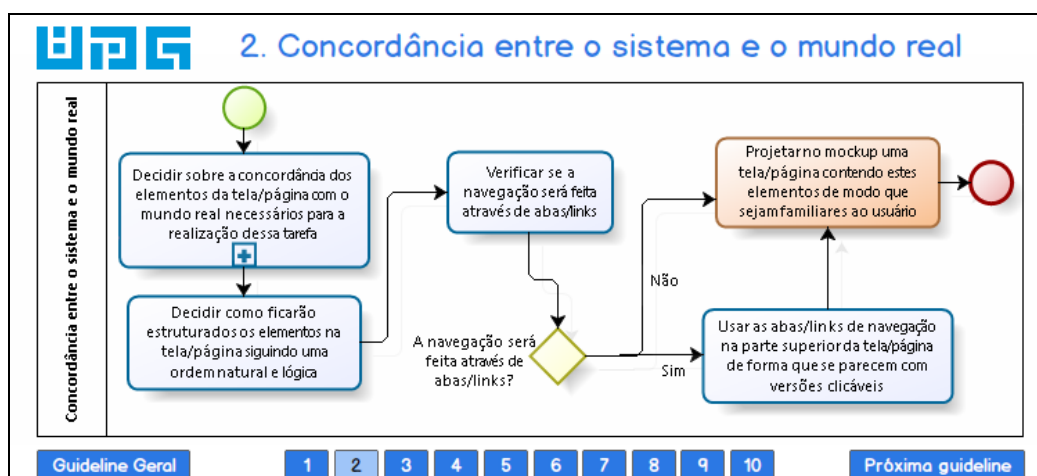 UPG
2. Concordância entre o sistema e o mundo real
Concordância entre o sistema e o mundo real
Decidir sobre a concordância dos
elementos da tela/página com o
mundo real necessários para a
realização dessa tarefa
Decidir como ficarão
estruturados os elementos na
tela/página siguindo uma
ordem natural e lógica
Verificar se a
navegação será feita
através de abas/links
A navegação será
feita através de
abas/links?
Não
Sim
Projetar no mockup uma
tela/página contendo estes
elementos de modo que
sejam familiares ao usuário
Usar as abas/links de navegação
na parte superior da tela/página
de forma que se parecem com
versões clicáveis
Guideline Geral
1 2 3 4 5 6 7 8 9 10
Próxima guideline